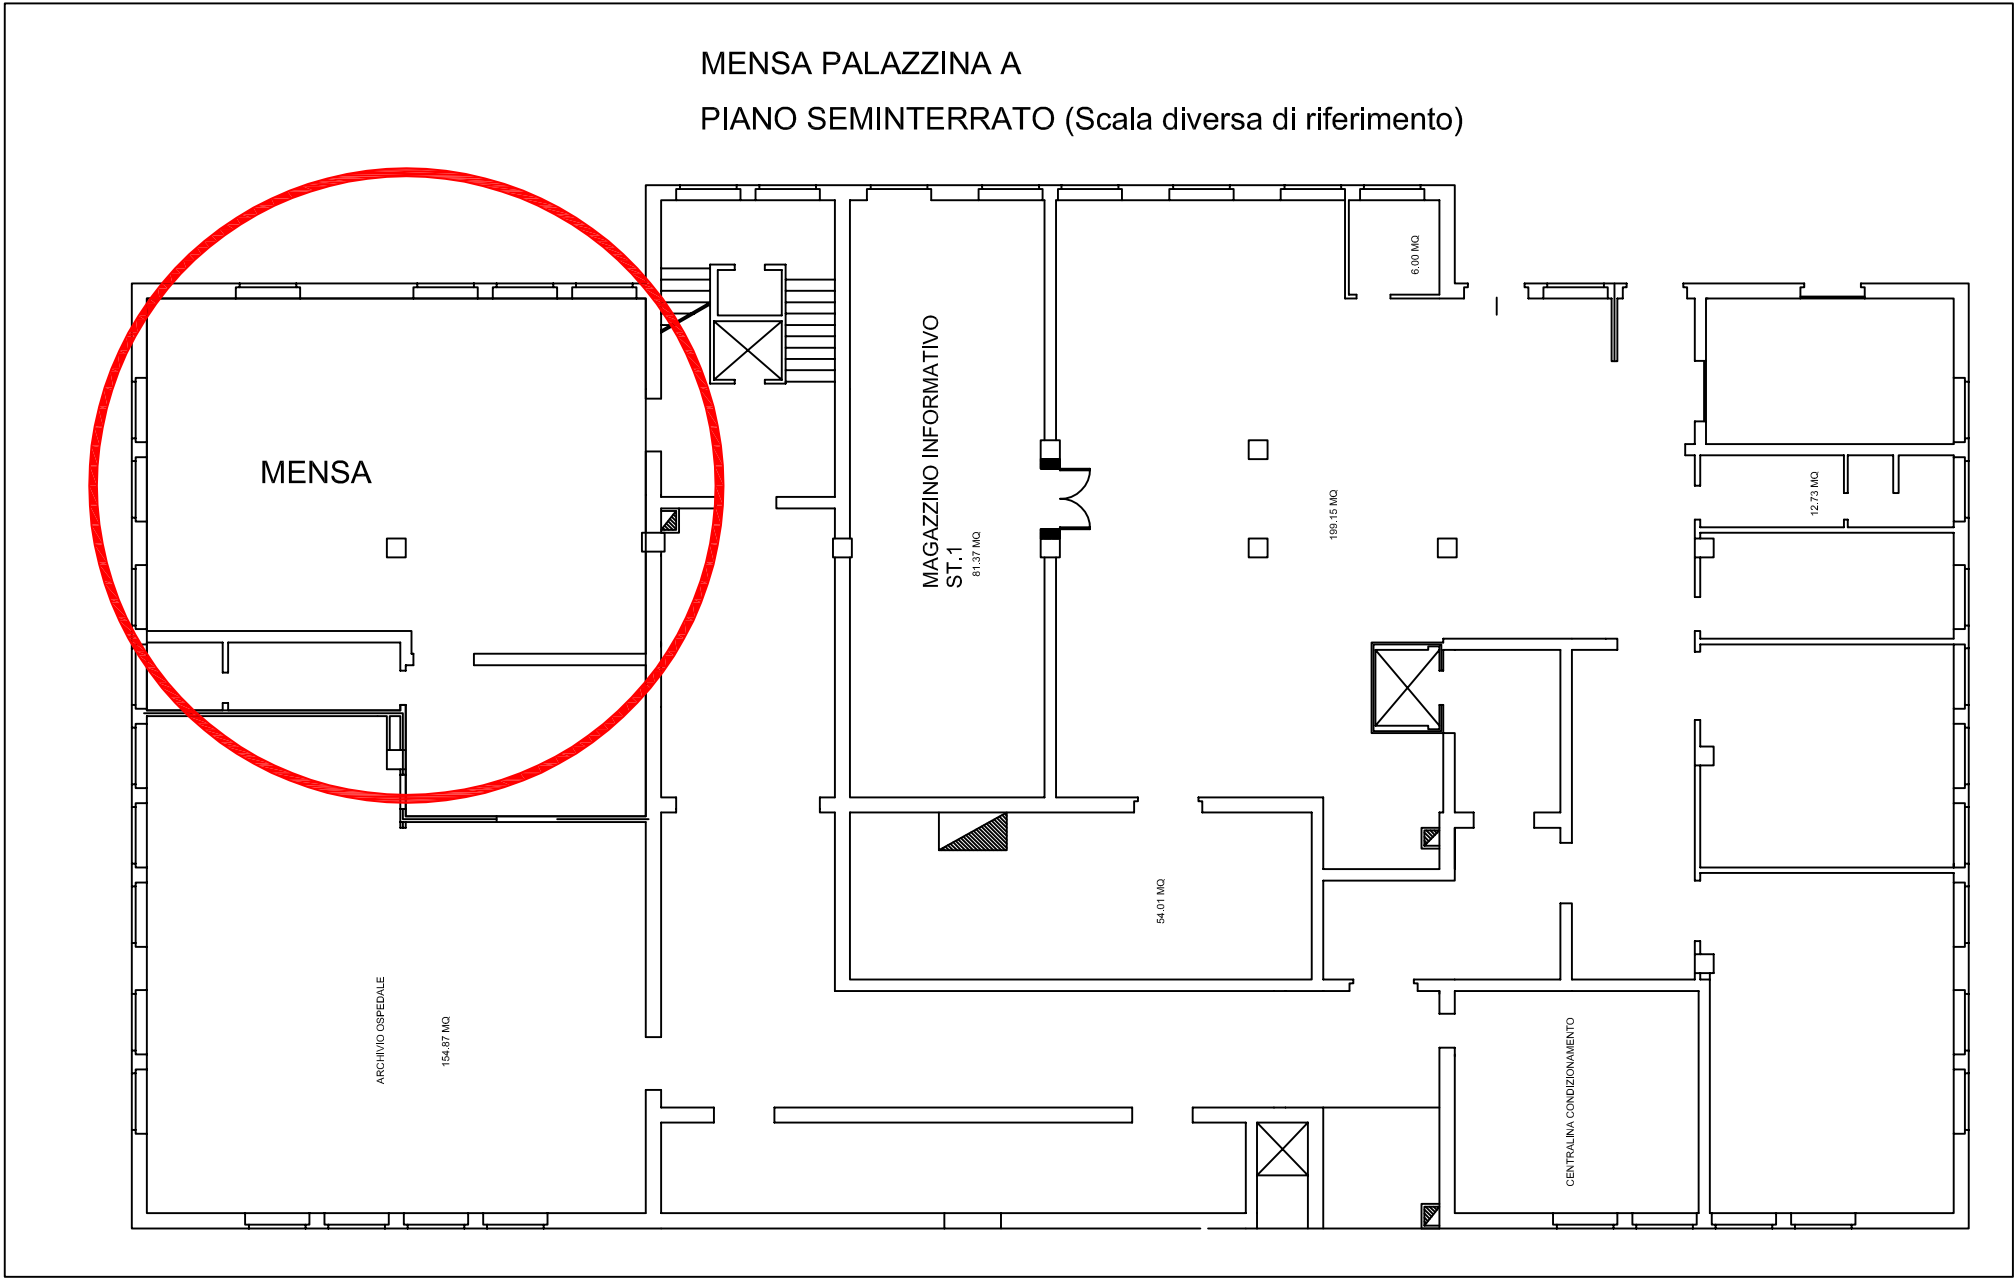 MENSA PALAZZINA A
PIANO SEMINTERRATO (Scala diversa di riferimento)
6.00 MQ
MENSA
MAGAZZINO INFORMATIVO
ST.1
81.37 MQ
199.15 MQ
12.73 MQ
54.01 MQ
ARCHIVIO OSPEDALE
154.87 MQ
CENTRALINA CONDIZIONAMENTO